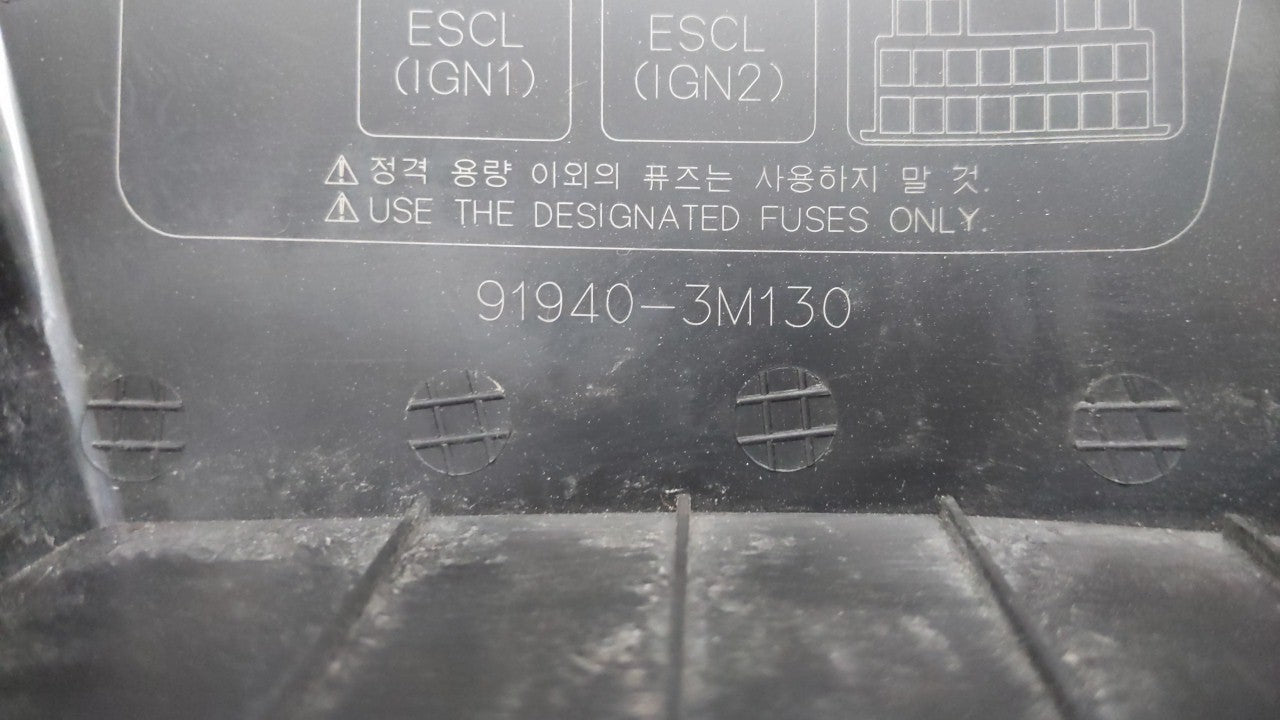 ESCL
(IGN1)
ESCL
(IGN2)
⚠ 정격 용량 이외의 퓨즈는 사용하지 말 것.
⚠ USE THE DESIGNATED FUSES ONLY.
91940-3M130